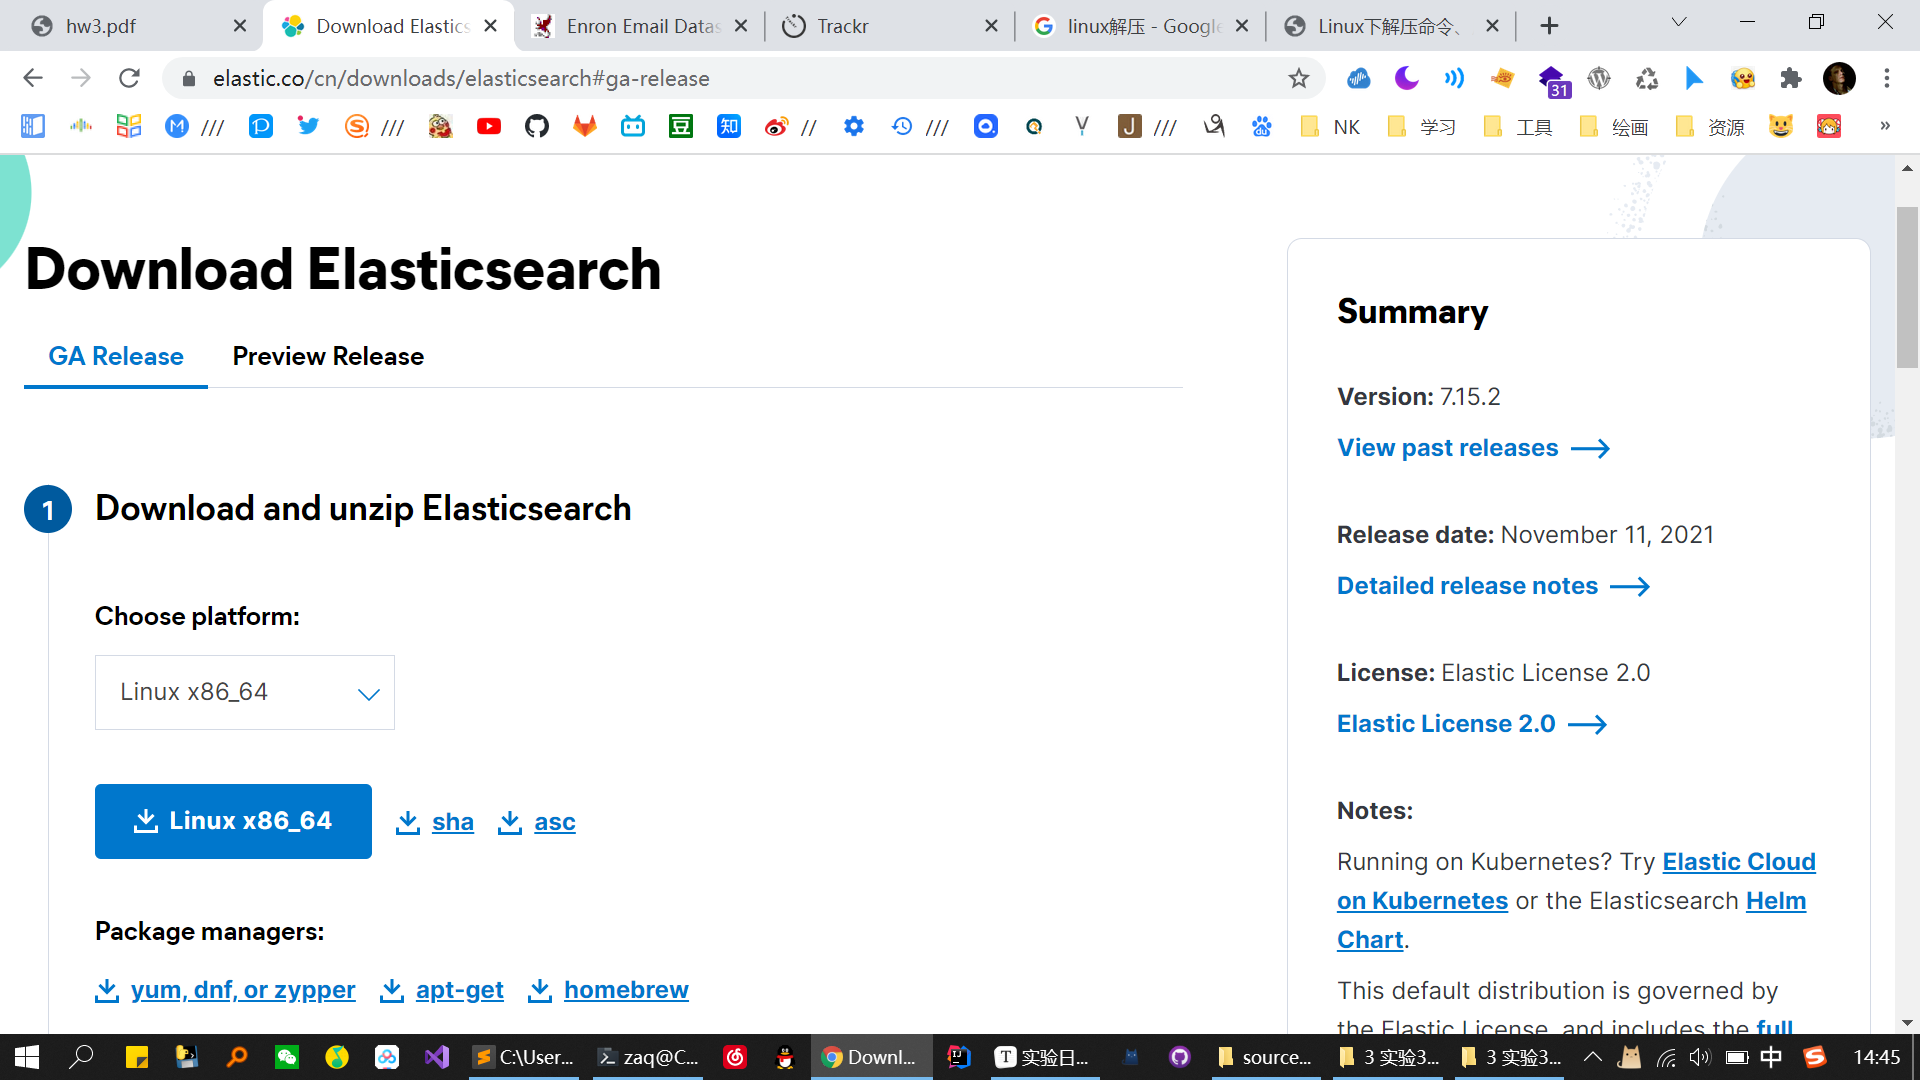 hw3.pdf
Download Elastics
Enron Email Datas
Trackr
linux解压 - Google
Linux下解压命令、
elastic.co/cn/downloads/elasticsearch#ga-release
31
///
///
//
///
///
NK
学习
工具
绘画
资源
»
Download Elasticsearch
GA Release
Preview Release
1
Download and unzip Elasticsearch
Choose platform:
Linux x86_64
Linux x86_64
sha
asc
Package managers:
yum, dnf, or zypper
apt-get
homebrew
Summary
Version: 7.15.2
View past releases
Release date: November 11, 2021
Detailed release notes
License: Elastic License 2.0
Elastic License 2.0
Notes:
Running on Kubernetes? Try Elastic Cloud
on Kubernetes or the Elasticsearch Helm
Chart.
This default distribution is governed by
the Elastic License, and includes the full
C:\User...
zaq@C...
Downl...
实验日...
source...
3 实验3...
3 实验3...
中
14:45